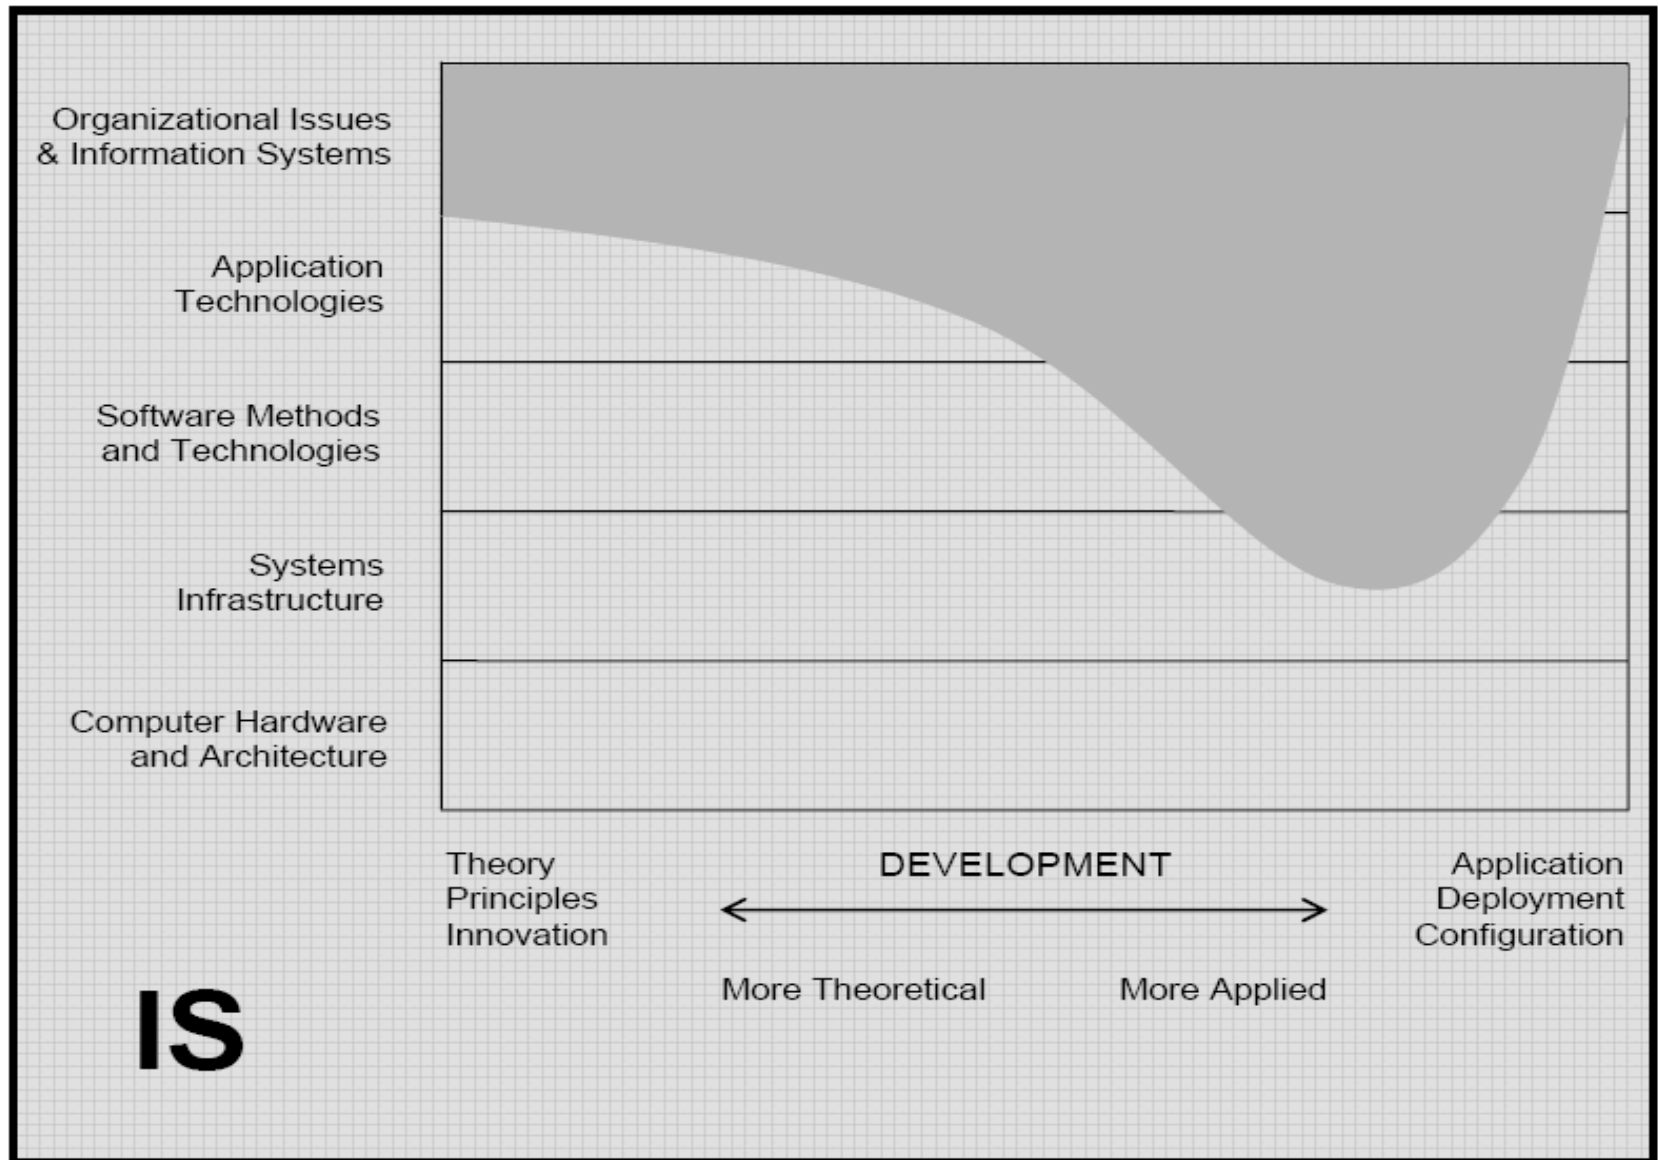 Organizational Issues
& Information Systems
Application
Technologies
Software Methods
and Technologies
Systems
Infrastructure
Computer Hardware
and Architecture
Theory
Principles
Innovation
DEVELOPMENT
Application
Deployment
Configuration
More Theoretical
More Applied
IS